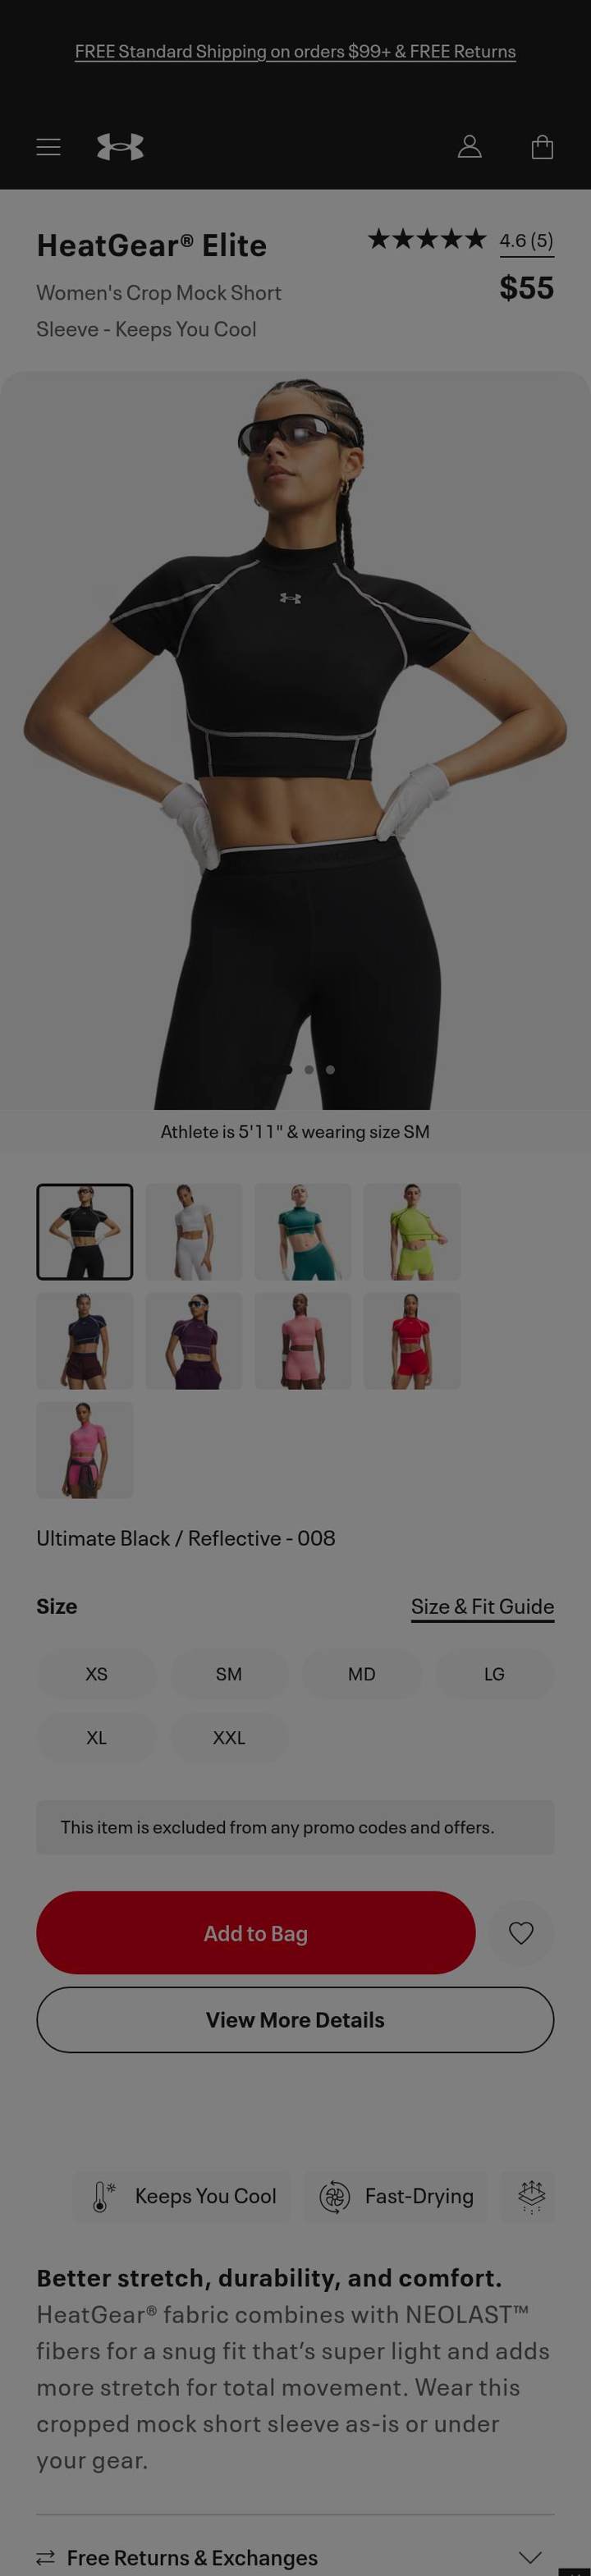 FREE Standard Shipping on orders $99+ & FREE Returns
HeatGear® Elite
4.6 (5)
Women's Crop Mock Short
Sleeve - Keeps You Cool
$55
Athlete is 5'11" & wearing size SM
Ultimate Black / Reflective - 008
Size
Size & Fit Guide
XS
SM
MD
LG
XL
XXL
This item is excluded from any promo codes and offers.
Add to Bag
View More Details
Keeps You Cool
Fast-Drying
Better stretch, durability, and comfort.
HeatGear® fabric combines with NEOLAST™
fibers for a snug fit that’s super light and adds
more stretch for total movement. Wear this
cropped mock short sleeve as-is or under
your gear.
Free Returns & Exchanges